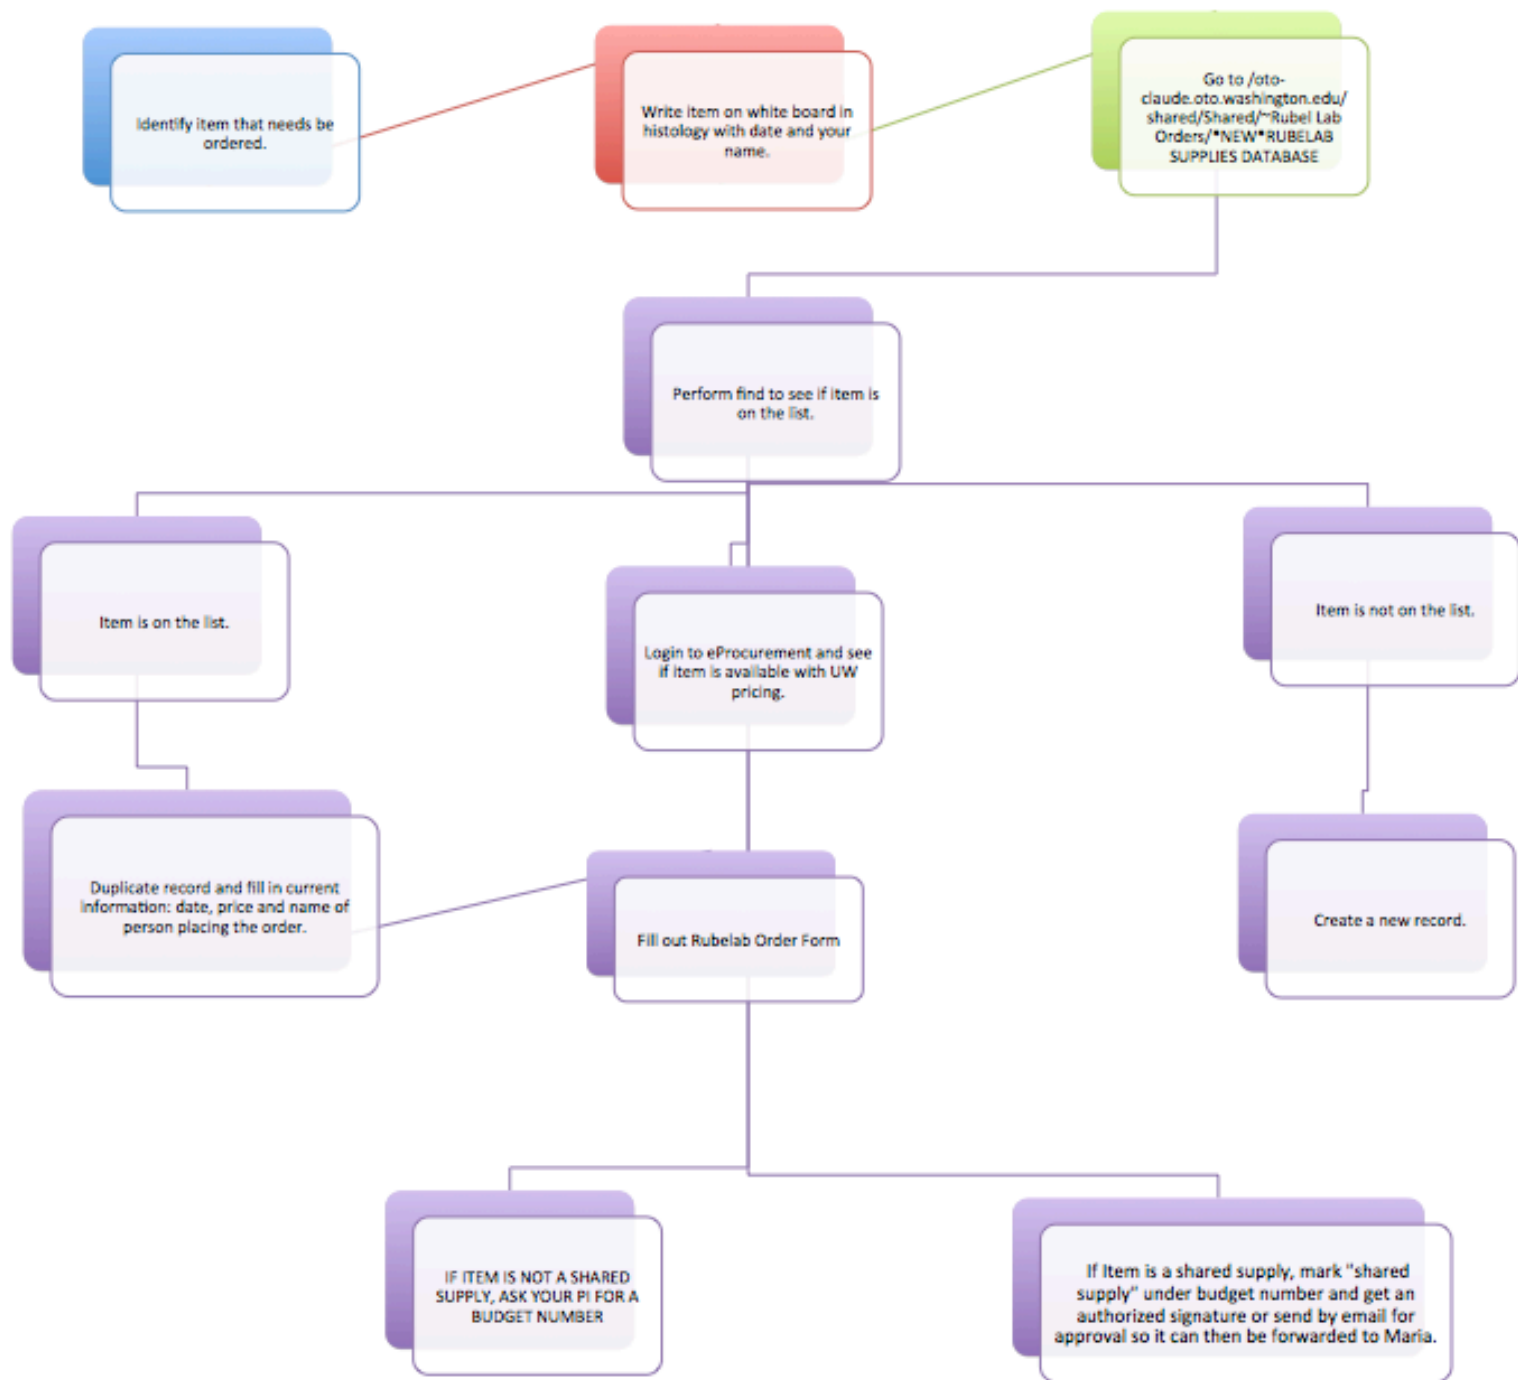 Identify item that needs be
ordered.
Write item on white board in
histology with date and your
name.
Go to /oto-
claude.oto.washington.edu/
shared/Shared/~Rubel Lab
Orders/*NEW*RUBELAB
SUPPLIES DATABASE
Perform find to see if item is
on the list.
Item is on the list.
Login to eProcurement and see
if item is available with UW
pricing.
Item is not on the list.
Duplicate record and fill in current
information: date, price and name of
person placing the order.
Fill out Rubelab Order Form
Create a new record.
IF ITEM IS NOT A SHARED
SUPPLY, ASK YOUR PI FOR A
BUDGET NUMBER
If Item is a shared supply, mark "shared
supply" under budget number and get an
authorized signature or send by email for
approval so it can then be forwarded to Maria.